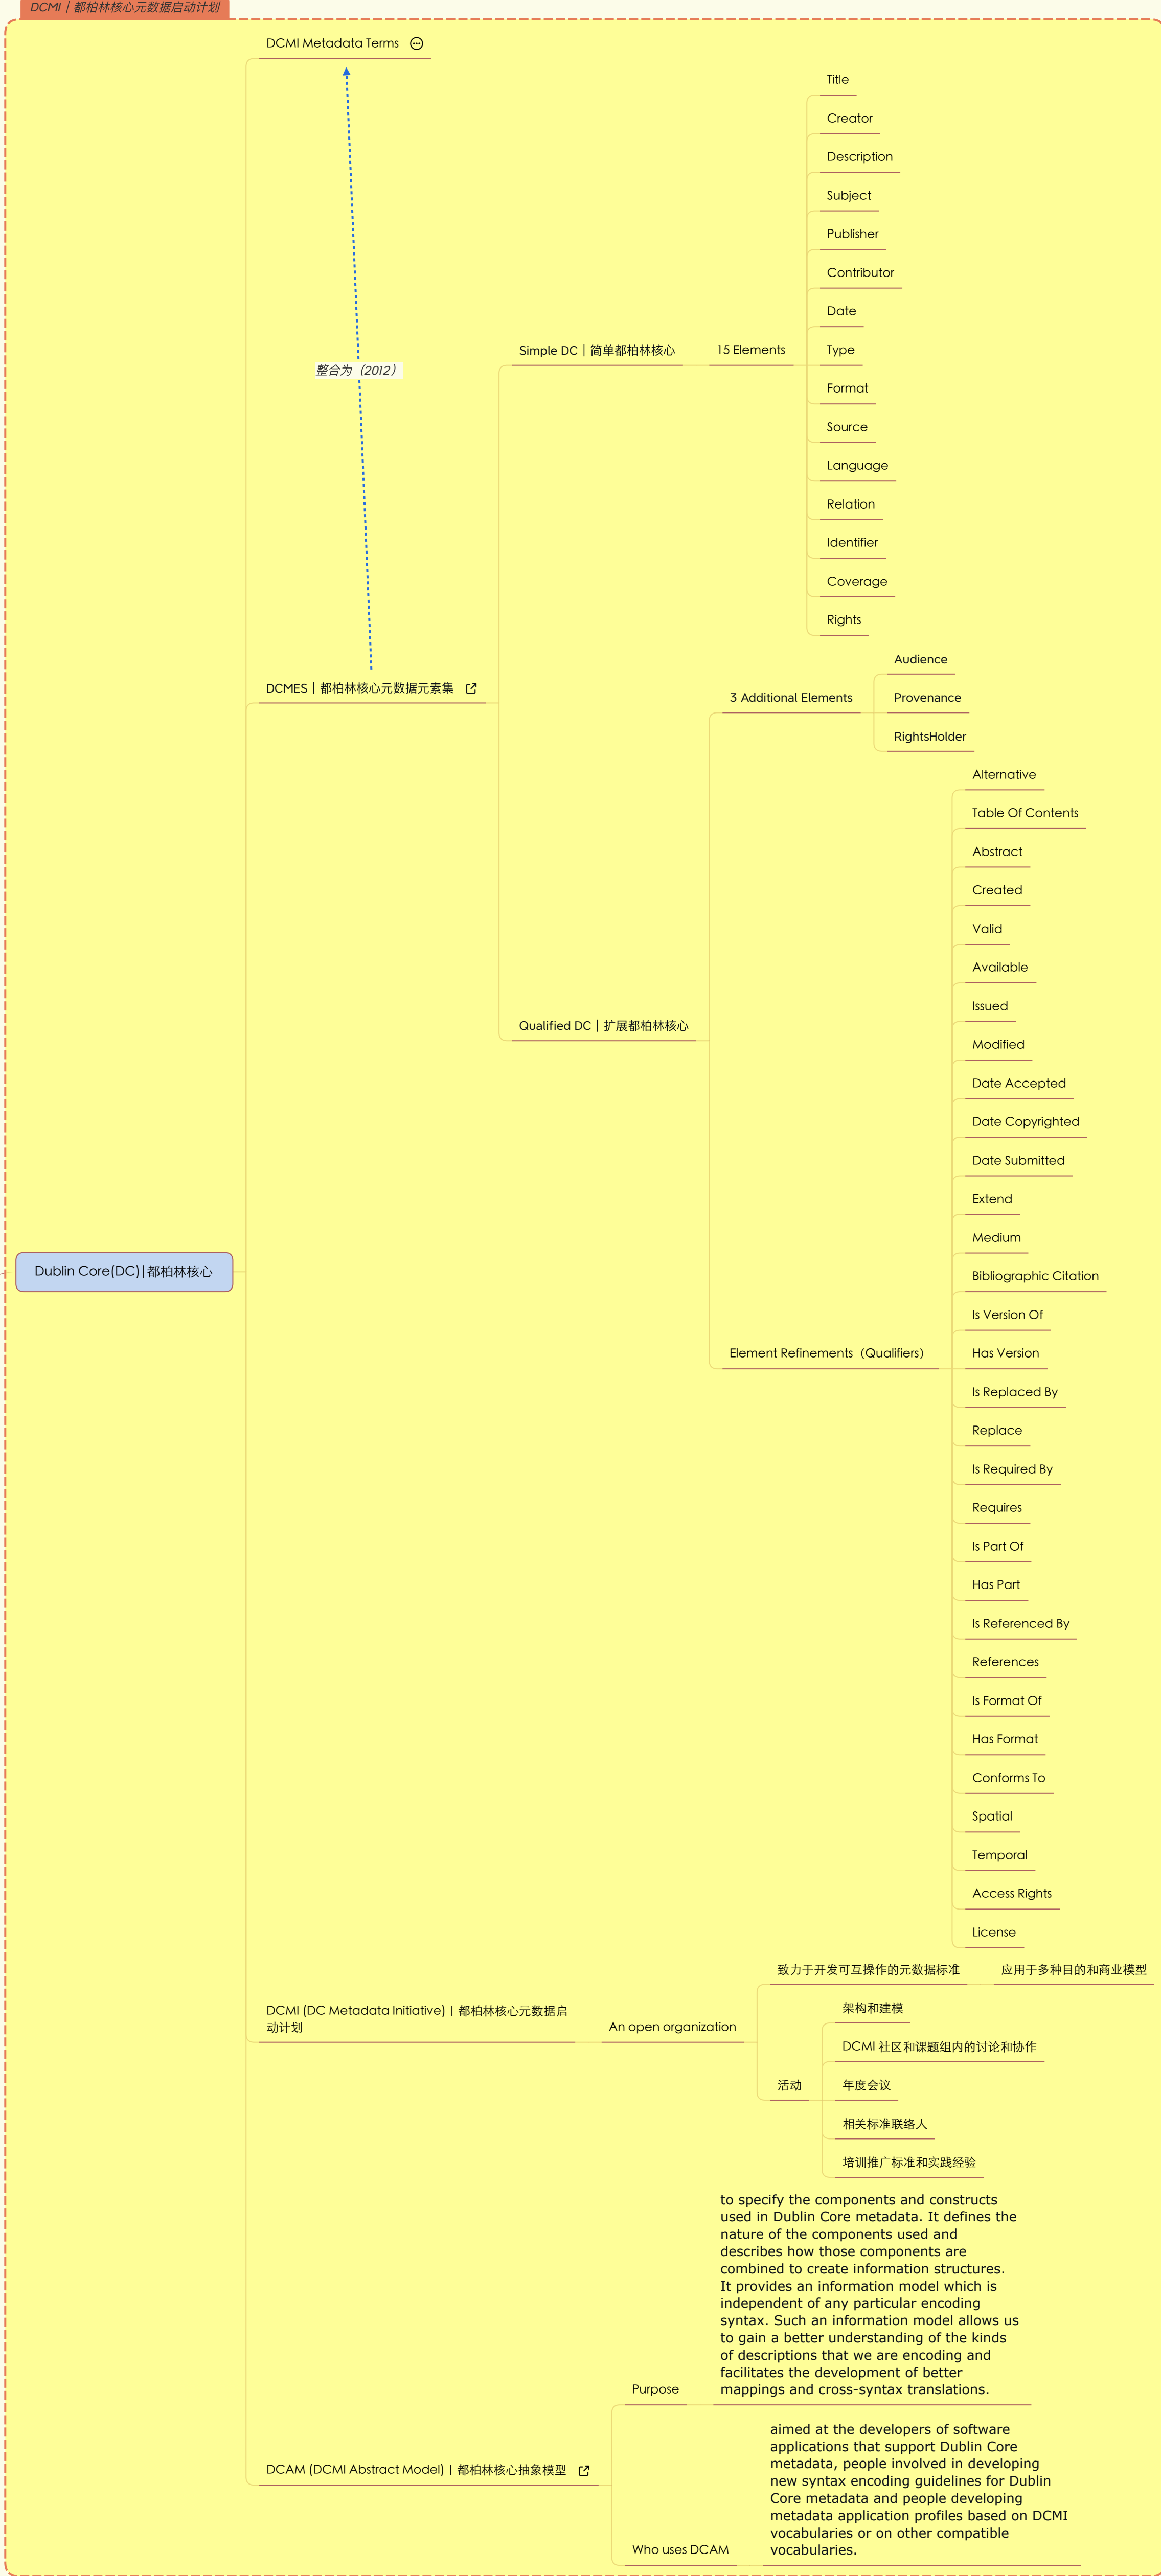 DCMI｜都柏林核心元数据启动计划
DCMI Metadata Terms
整合为（2012）
Title
Creator
Description
Subject
Publisher
Contributor
Date
Simple DC｜简单都柏林核心
15 Elements
Type
Format
Source
Language
Relation
Identifier
Coverage
Rights
DCMES｜都柏林核心元数据元素集
Audience
3 Additional Elements
Provenance
RightsHolder
Qualified DC｜扩展都柏林核心
Alternative
Table Of Contents
Abstract
Created
Valid
Available
Issued
Modified
Date Accepted
Date Copyrighted
Date Submitted
Extend
Medium
Bibliographic Citation
Is Version Of
Element Refinements（Qualifiers）
Has Version
Is Replaced By
Replace
Is Required By
Requires
Is Part Of
Has Part
Is Referenced By
References
Is Format Of
Has Format
Conforms To
Spatial
Temporal
Access Rights
License
Dublin Core(DC)|都柏林核心
DCMI (DC Metadata Initiative)｜都柏林核心元数据启
动计划
An open organization
致力于开发可互操作的元数据标准
应用于多种目的和商业模型
活动
架构和建模
DCMI 社区和课题组内的讨论和协作
年度会议
相关标准联络人
培训推广标准和实践经验
DCAM (DCMI Abstract Model)｜都柏林核心抽象模型
Purpose
to specify the components and constructs
used in Dublin Core metadata. It defines the
nature of the components used and
describes how those components are
combined to create information structures.
It provides an information model which is
independent of any particular encoding
syntax. Such an information model allows us
to gain a better understanding of the kinds
of descriptions that we are encoding and
facilitates the development of better
mappings and cross-syntax translations.
Who uses DCAM
aimed at the developers of software
applications that support Dublin Core
metadata, people involved in developing
new syntax encoding guidelines for Dublin
Core metadata and people developing
metadata application profiles based on DCMI
vocabularies or on other compatible
vocabularies.